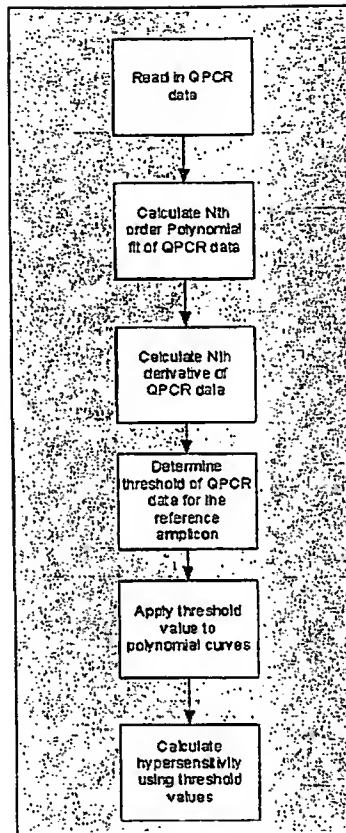 Read in QPCR
data
Calculate Nth
order Polynomial
fit of QPCR data
Calculate Nth
derivative of
QPCR data
Determine
threshold of QPCR
data for the
reference
amplicon
Apply threshold
value to
polynomial curves
Calculate
hypersensitivity
using threshold
values